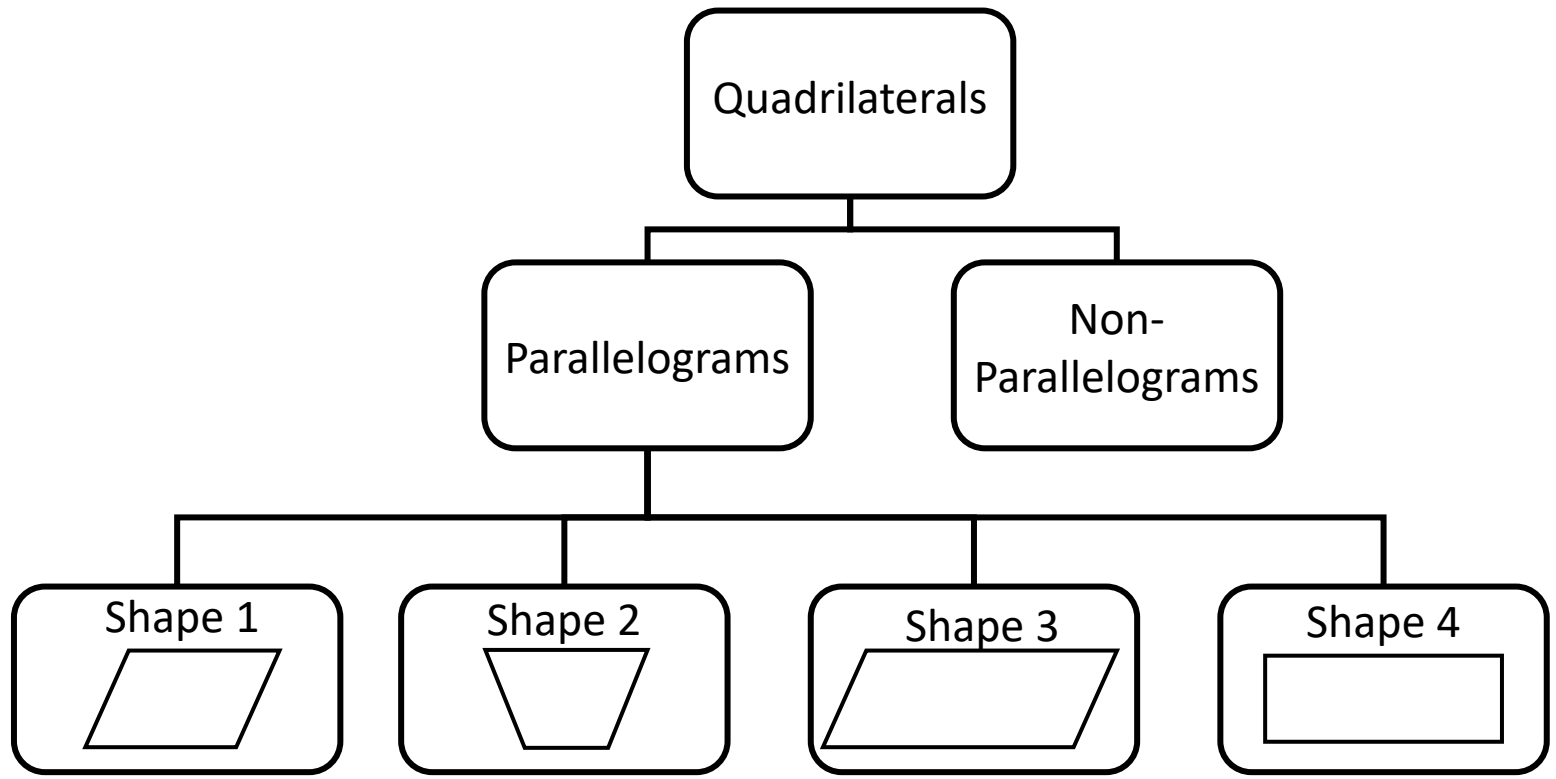 Quadrilaterals
Parallelograms
Non-
Parallelograms
Shape 1
Shape 2
Shape 3
Shape 4